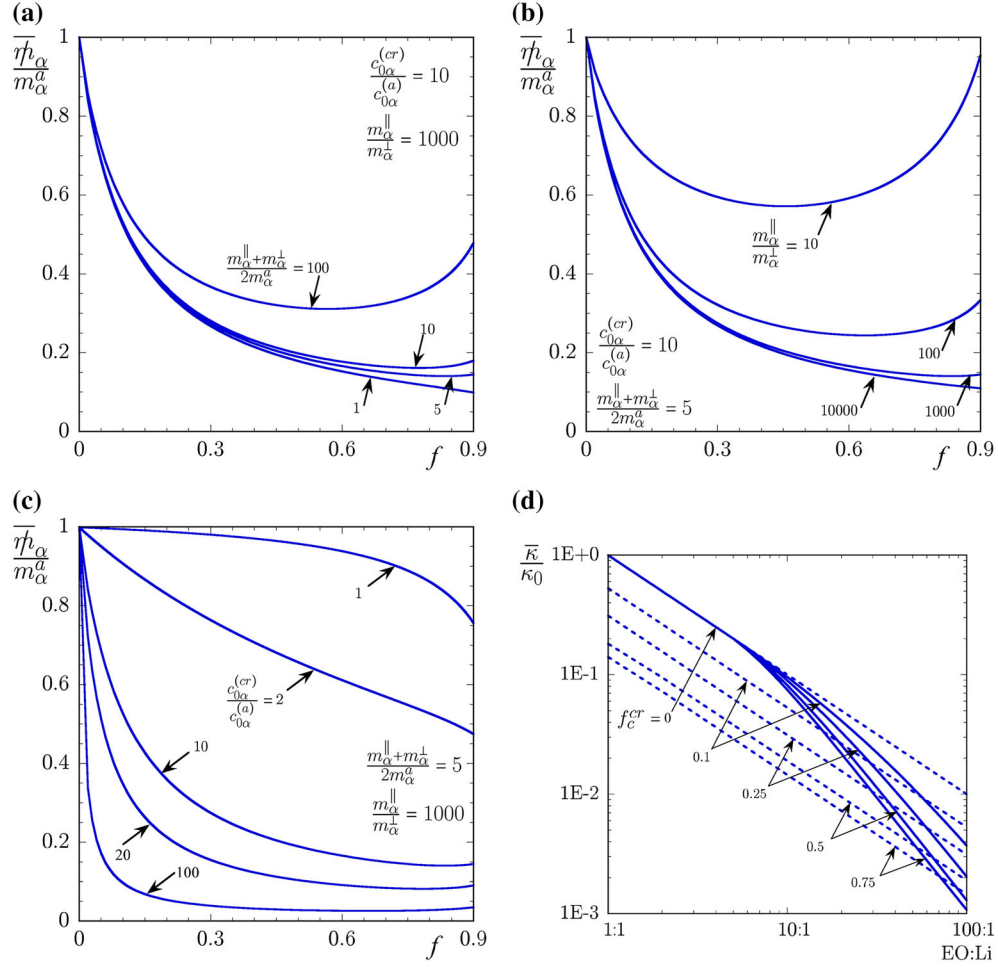 (a)
1
0.8
0.6
0.4
0.2
0
0
0.3
0.6
f
0.9
m̅_α / m_α^a
c_{0α}^{(cr)} / c_{0α}^{(a)} = 10
m_α^∥ / m_α^⊥ = 1000
m_α^∥ + m_α^⊥ / 2m_α^a = 100
10
1
5
(b)
1
0.8
0.6
0.4
0.2
0
0
0.3
0.6
f
0.9
m̅_α / m_α^a
m_α^∥ / m_α^⊥ = 10
c_{0α}^{(cr)} / c_{0α}^{(a)} = 10
m_α^∥ + m_α^⊥ / 2m_α^a = 5
100
10000
1000
(c)
1
0.8
0.6
0.4
0.2
0
0
0.3
0.6
f
0.9
m̅_α / m_α^a
1
c_{0α}^{(cr)} / c_{0α}^{(a)} = 2
10
m_α^∥ + m_α^⊥ / 2m_α^a = 5
m_α^∥ / m_α^⊥ = 1000
20
100
(d)
κ̅ / κ_0
1E+0
1E-1
1E-2
1E-3
f_c^{cr} = 0
0.1
0.25
0.5
0.75
1:1
10:1
100:1
EO:Li